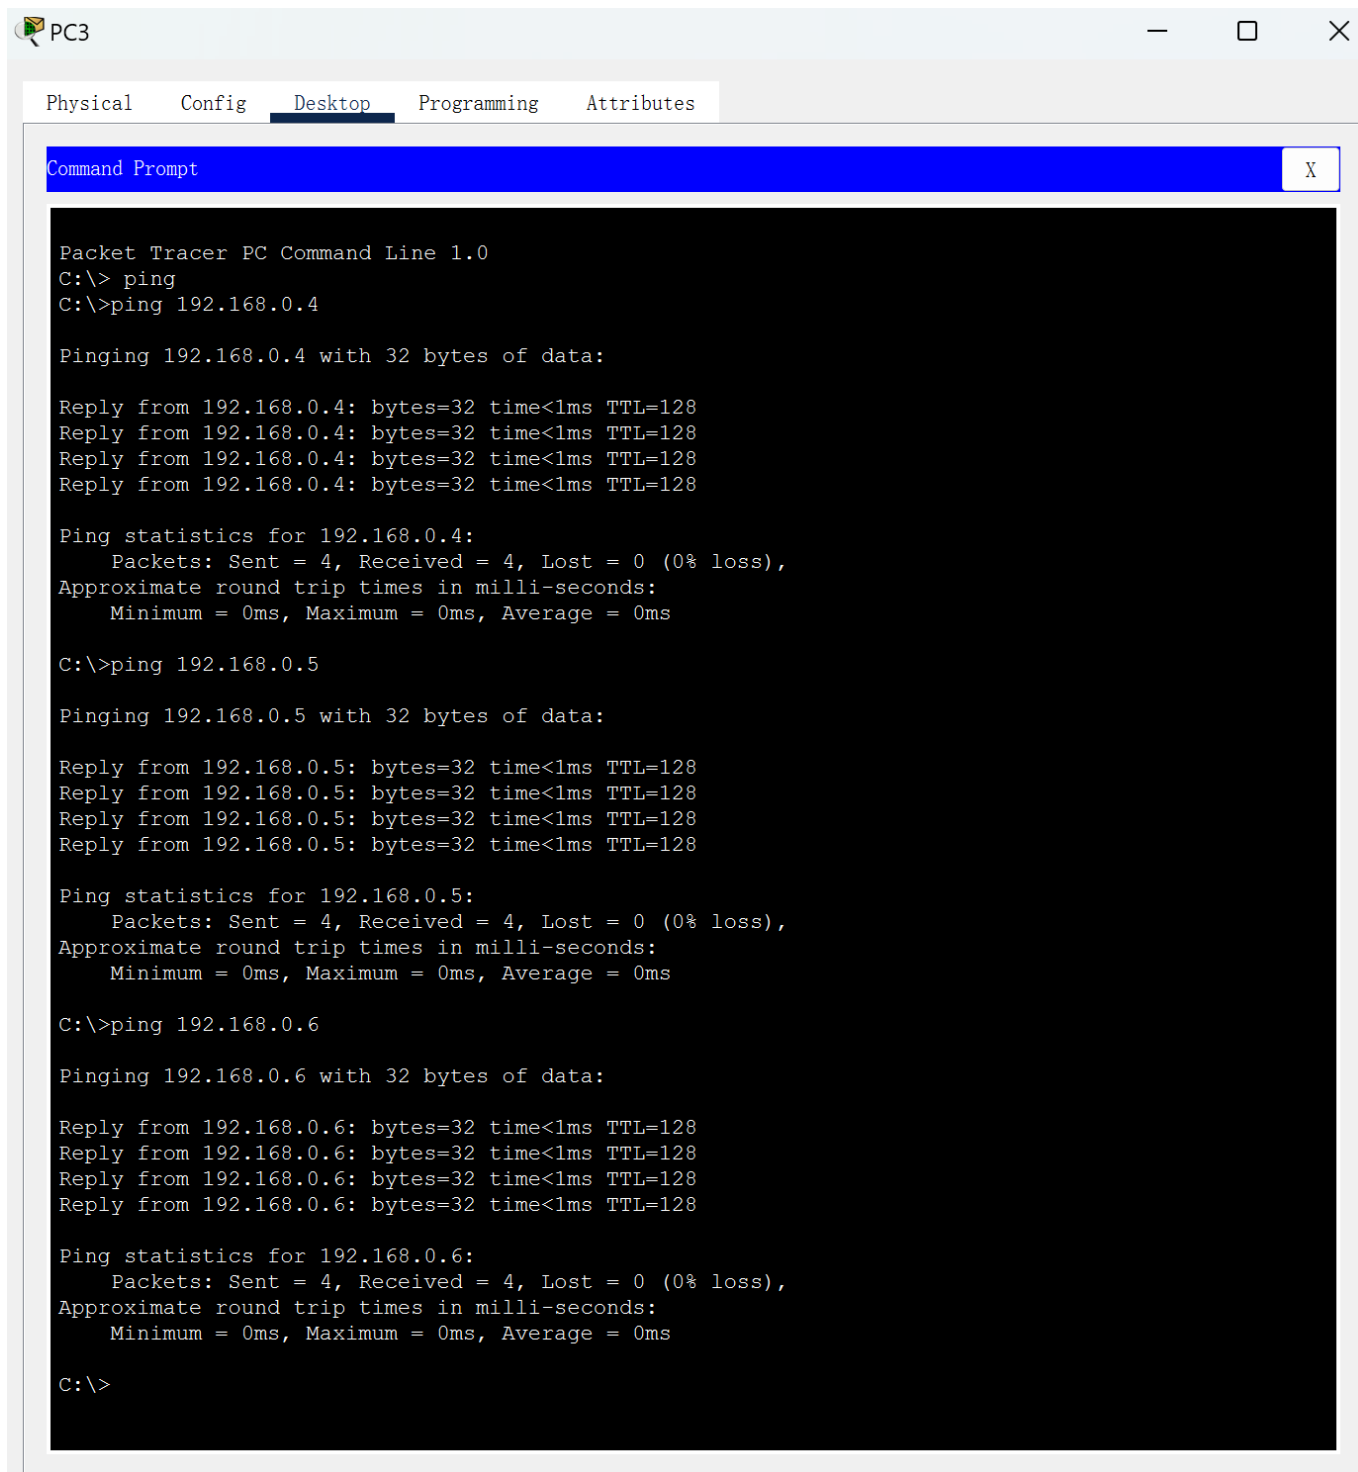 PC3
Physical Config Desktop Programming Attributes
Command Prompt
X
Packet Tracer PC Command Line 1.0
C:\> ping
C:\>ping 192.168.0.4
Pinging 192.168.0.4 with 32 bytes of data:
Reply from 192.168.0.4: bytes=32 time<1ms TTL=128
Reply from 192.168.0.4: bytes=32 time<1ms TTL=128
Reply from 192.168.0.4: bytes=32 time<1ms TTL=128
Reply from 192.168.0.4: bytes=32 time<1ms TTL=128
Ping statistics for 192.168.0.4:
Packets: Sent = 4, Received = 4, Lost = 0 (0% loss),
Approximate round trip times in milli-seconds:
Minimum = 0ms, Maximum = 0ms, Average = 0ms
C:\>ping 192.168.0.5
Pinging 192.168.0.5 with 32 bytes of data:
Reply from 192.168.0.5: bytes=32 time<1ms TTL=128
Reply from 192.168.0.5: bytes=32 time<1ms TTL=128
Reply from 192.168.0.5: bytes=32 time<1ms TTL=128
Reply from 192.168.0.5: bytes=32 time<1ms TTL=128
Ping statistics for 192.168.0.5:
Packets: Sent = 4, Received = 4, Lost = 0 (0% loss),
Approximate round trip times in milli-seconds:
Minimum = 0ms, Maximum = 0ms, Average = 0ms
C:\>ping 192.168.0.6
Pinging 192.168.0.6 with 32 bytes of data:
Reply from 192.168.0.6: bytes=32 time<1ms TTL=128
Reply from 192.168.0.6: bytes=32 time<1ms TTL=128
Reply from 192.168.0.6: bytes=32 time<1ms TTL=128
Reply from 192.168.0.6: bytes=32 time<1ms TTL=128
Ping statistics for 192.168.0.6:
Packets: Sent = 4, Received = 4, Lost = 0 (0% loss),
Approximate round trip times in milli-seconds:
Minimum = 0ms, Maximum = 0ms, Average = 0ms
C:\>